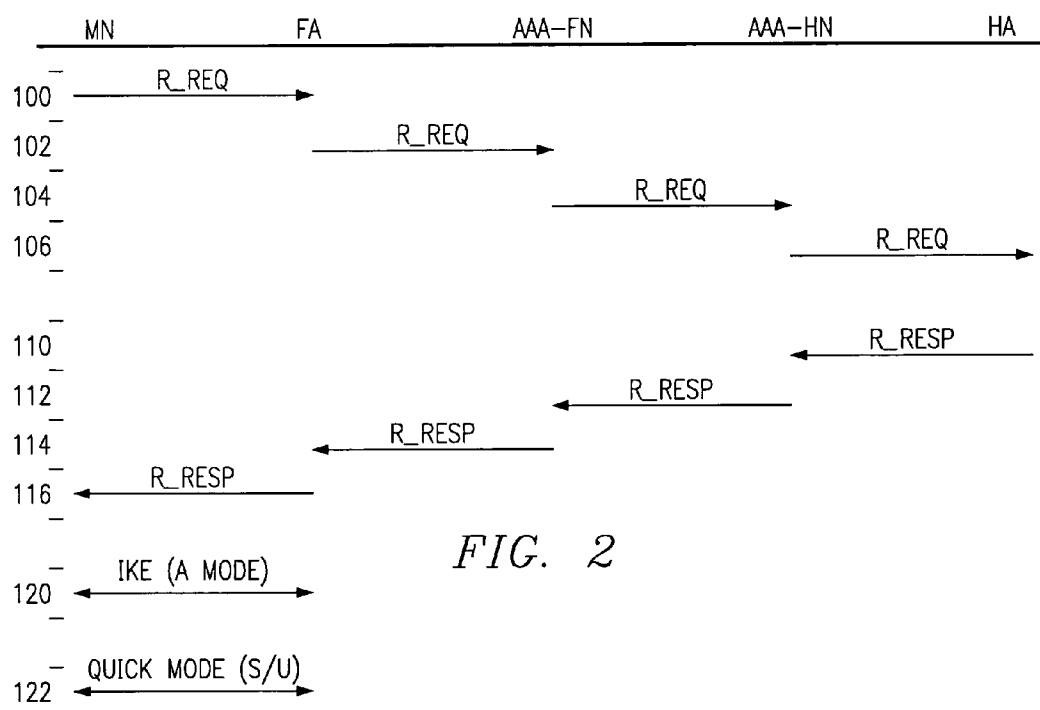 MN FA AAA-FN AAA-HN HA
100 R_REQ
102 R_REQ
104 R_REQ
106 R_REQ
110 R_RESP
112 R_RESP
114 R_RESP
116 R_RESP
FIG. 2
120 IKE (A MODE)
122 QUICK MODE (S/U)